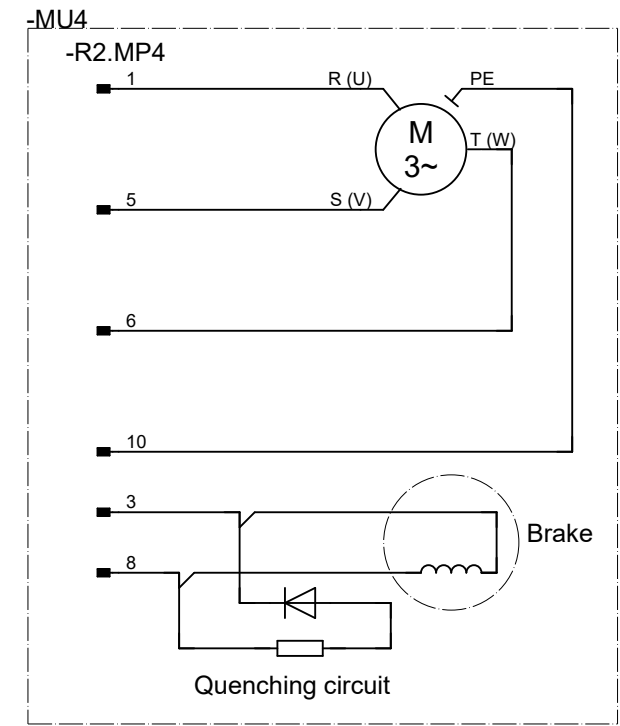 -MU4
-R2.MP4
1 R (U) PE
M
3~
T (W)
5 S (V)
6
10
3
Brake
8
Quenching circuit